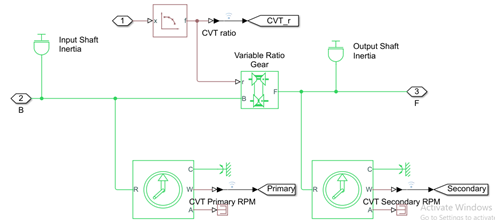 1
x
f
CVT ratio
CVT_r
Input Shaft
Inertia
Variable Ratio
Gear
Output Shaft
Inertia
r
2
B
B
F
3
F
C
R
W
A
Primary
CVT Primary RPM
C
R
W
A
Secondary
CVT Secondary RPM
Activate Windows
Go to Settings to activate